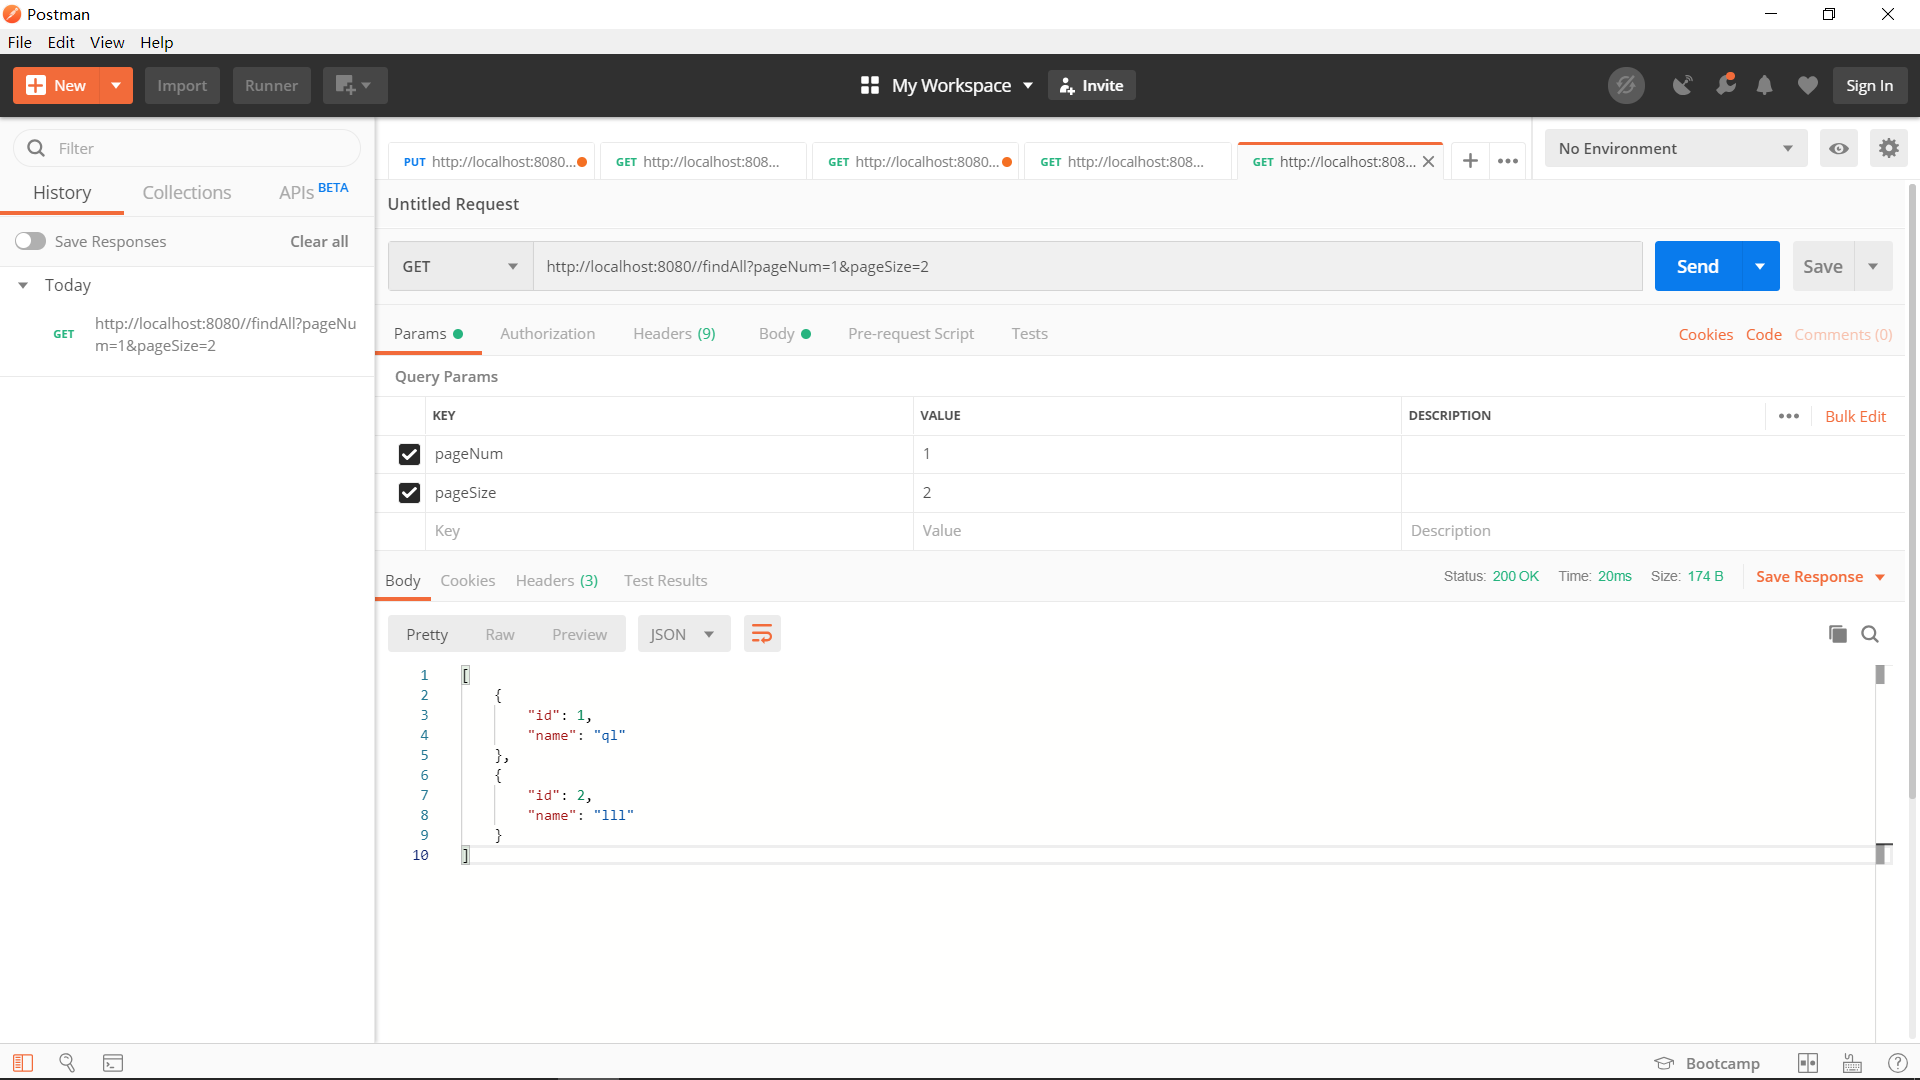 Postman
File Edit View Help
New Import Runner My Workspace Invite Sign In
Filter
History Collections APIs BETA
Save Responses Clear all
Today
GET http://localhost:8080//findAll?pageNu
m=1&pageSize=2
PUT http://localhost:8080... GET http://localhost:808... GET http://localhost:8080... GET http://localhost:808... GET http://localhost:808...
No Environment
Untitled Request
GET http://localhost:8080//findAll?pageNum=1&pageSize=2 Send Save
Params Authorization Headers (9) Body Pre-request Script Tests Cookies Code Comments (0)
Query Params
KEY VALUE DESCRIPTION Bulk Edit
pageNum 1
pageSize 2
Key Value Description
Body Cookies Headers (3) Test Results Status: 200 OK Time: 20ms Size: 174 B Save Response
Pretty Raw Preview JSON
1 [
2 {
3 "id": 1,
4 "name": "ql"
5 },
6 {
7 "id": 2,
8 "name": "lll"
9 }
10 ]
Bootcamp